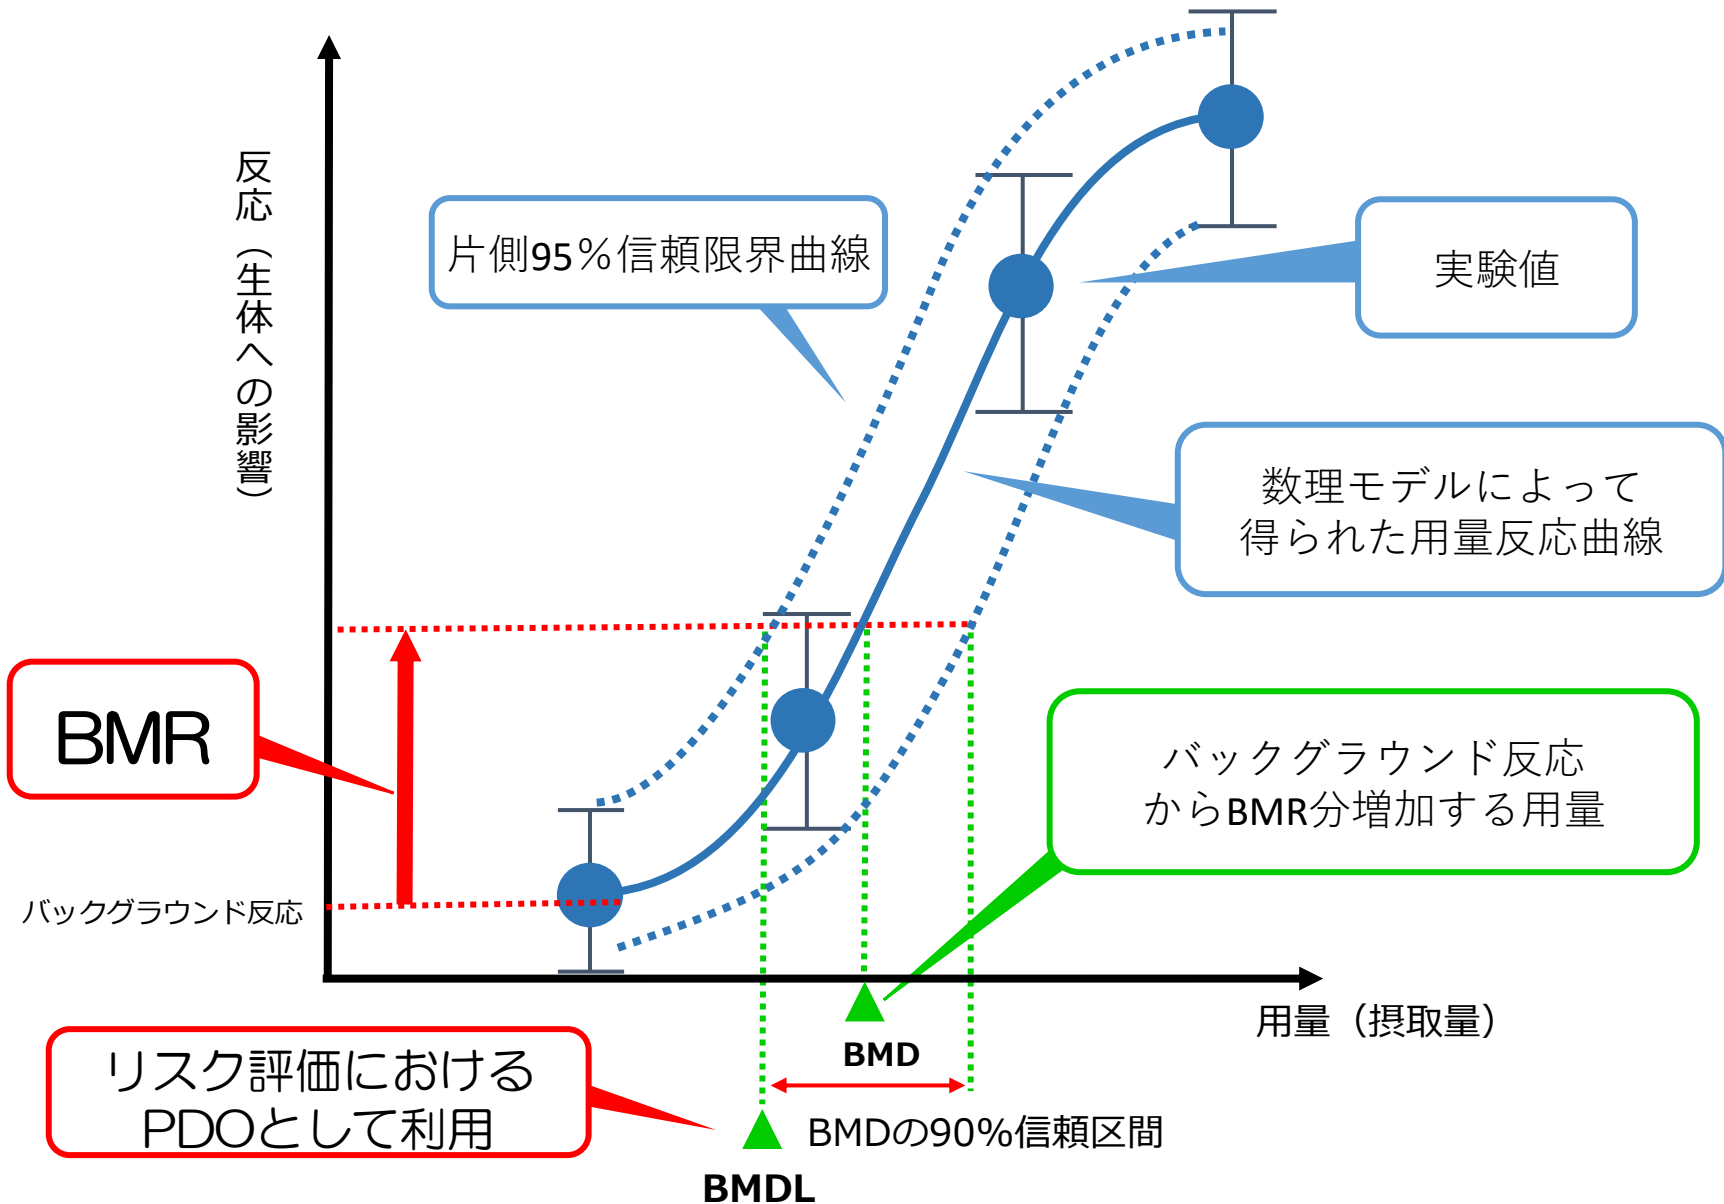 反応（生体への影響）
片側95％信頼限界曲線
実験値
数理モデルによって
得られた用量反応曲線
BMR
バックグラウンド反応
からBMR分増加する用量
バックグラウンド反応
用量（摂取量）
リスク評価における
PDOとして利用
BMD
BMDの90%信頼区間
BMDL